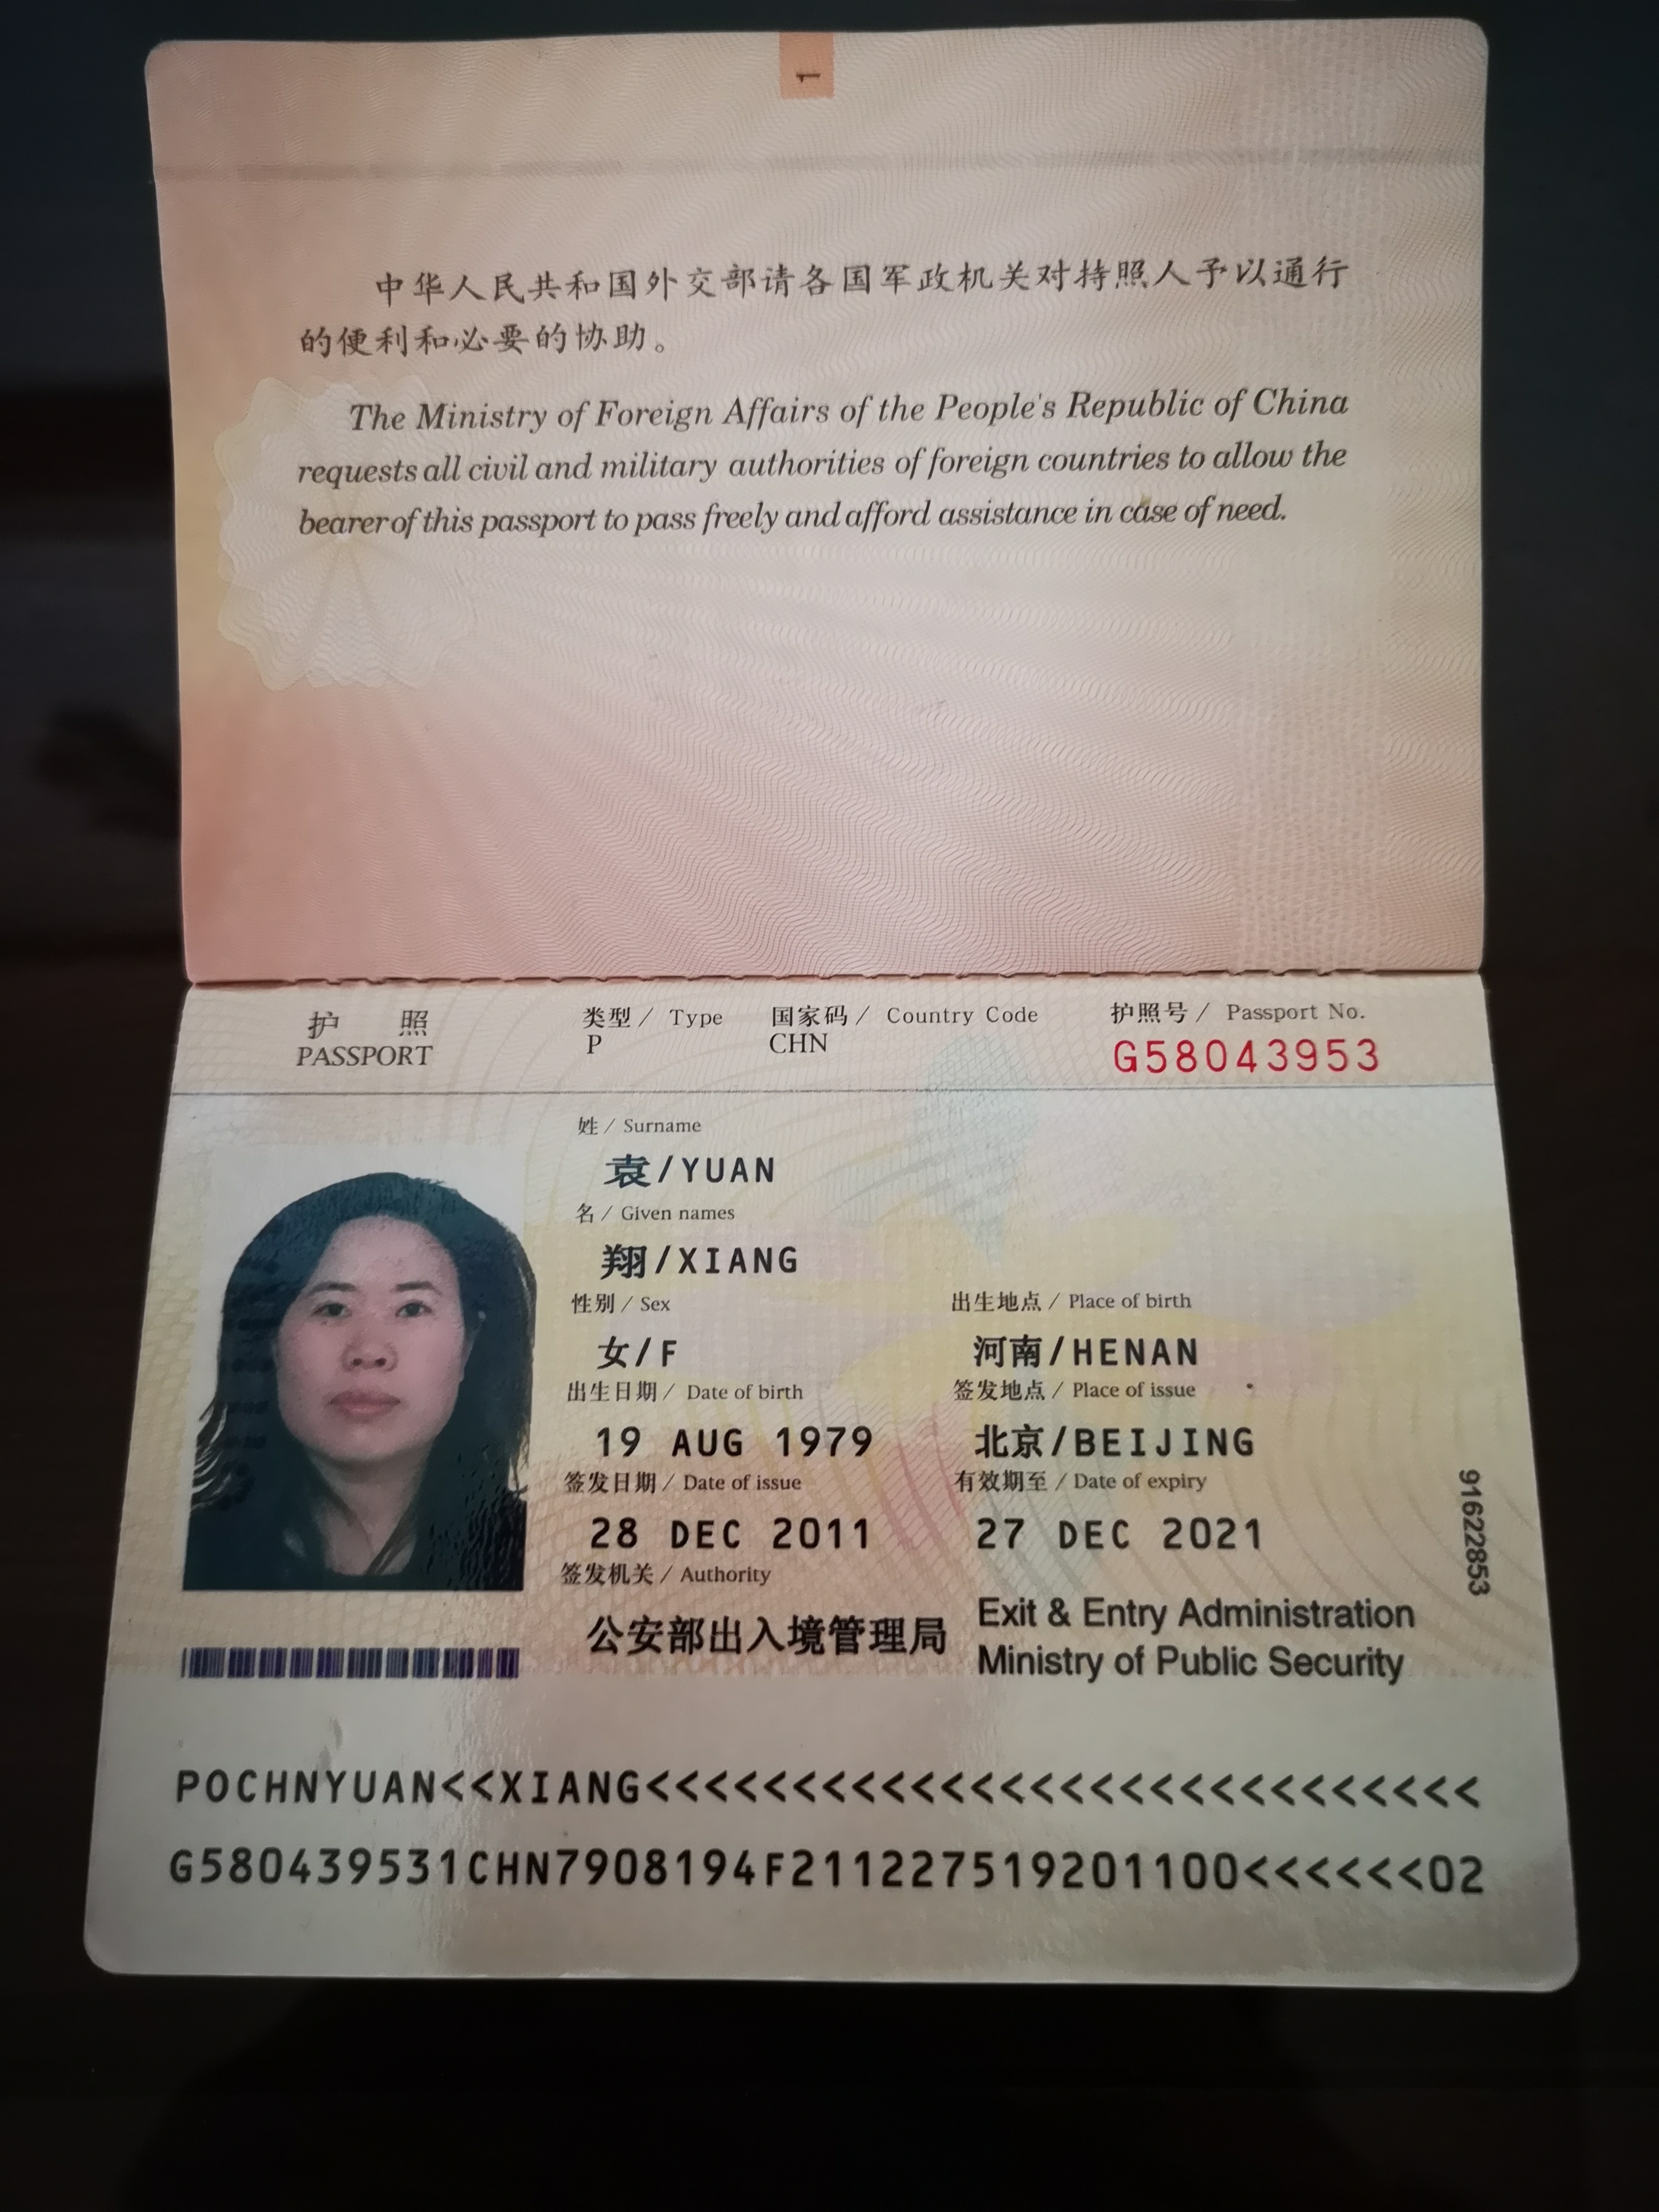 1
中华人民共和国外交部请各国军政机关对持照人予以通行
的便利和必要的协助。
The Ministry of Foreign Affairs of the People's Republic of China
requests all civil and military authorities of foreign countries to allow the
bearer of this passport to pass freely and afford assistance in case of need.
护 照
PASSPORT
类型 / Type
P
国家码 / Country Code
CHN
护照号 / Passport No.
G58043953
姓 / Surname
袁/YUAN
名 / Given names
翔/XIANG
性别 / Sex
女/F
出生地点 / Place of birth
河南/HENAN
出生日期 / Date of birth
19 AUG 1979
签发地点 / Place of issue
北京/BEIJING
签发日期 / Date of issue
28 DEC 2011
有效期至 / Date of expiry
27 DEC 2021
签发机关 / Authority
公安部出入境管理局
Exit & Entry Administration
Ministry of Public Security
91622853
POCHNYUAN<<XIANG<<<<<<<<<<<<<<<<<<<<<<<<<<<<
G580439531CHN7908194F211227519201100<<<<<<02